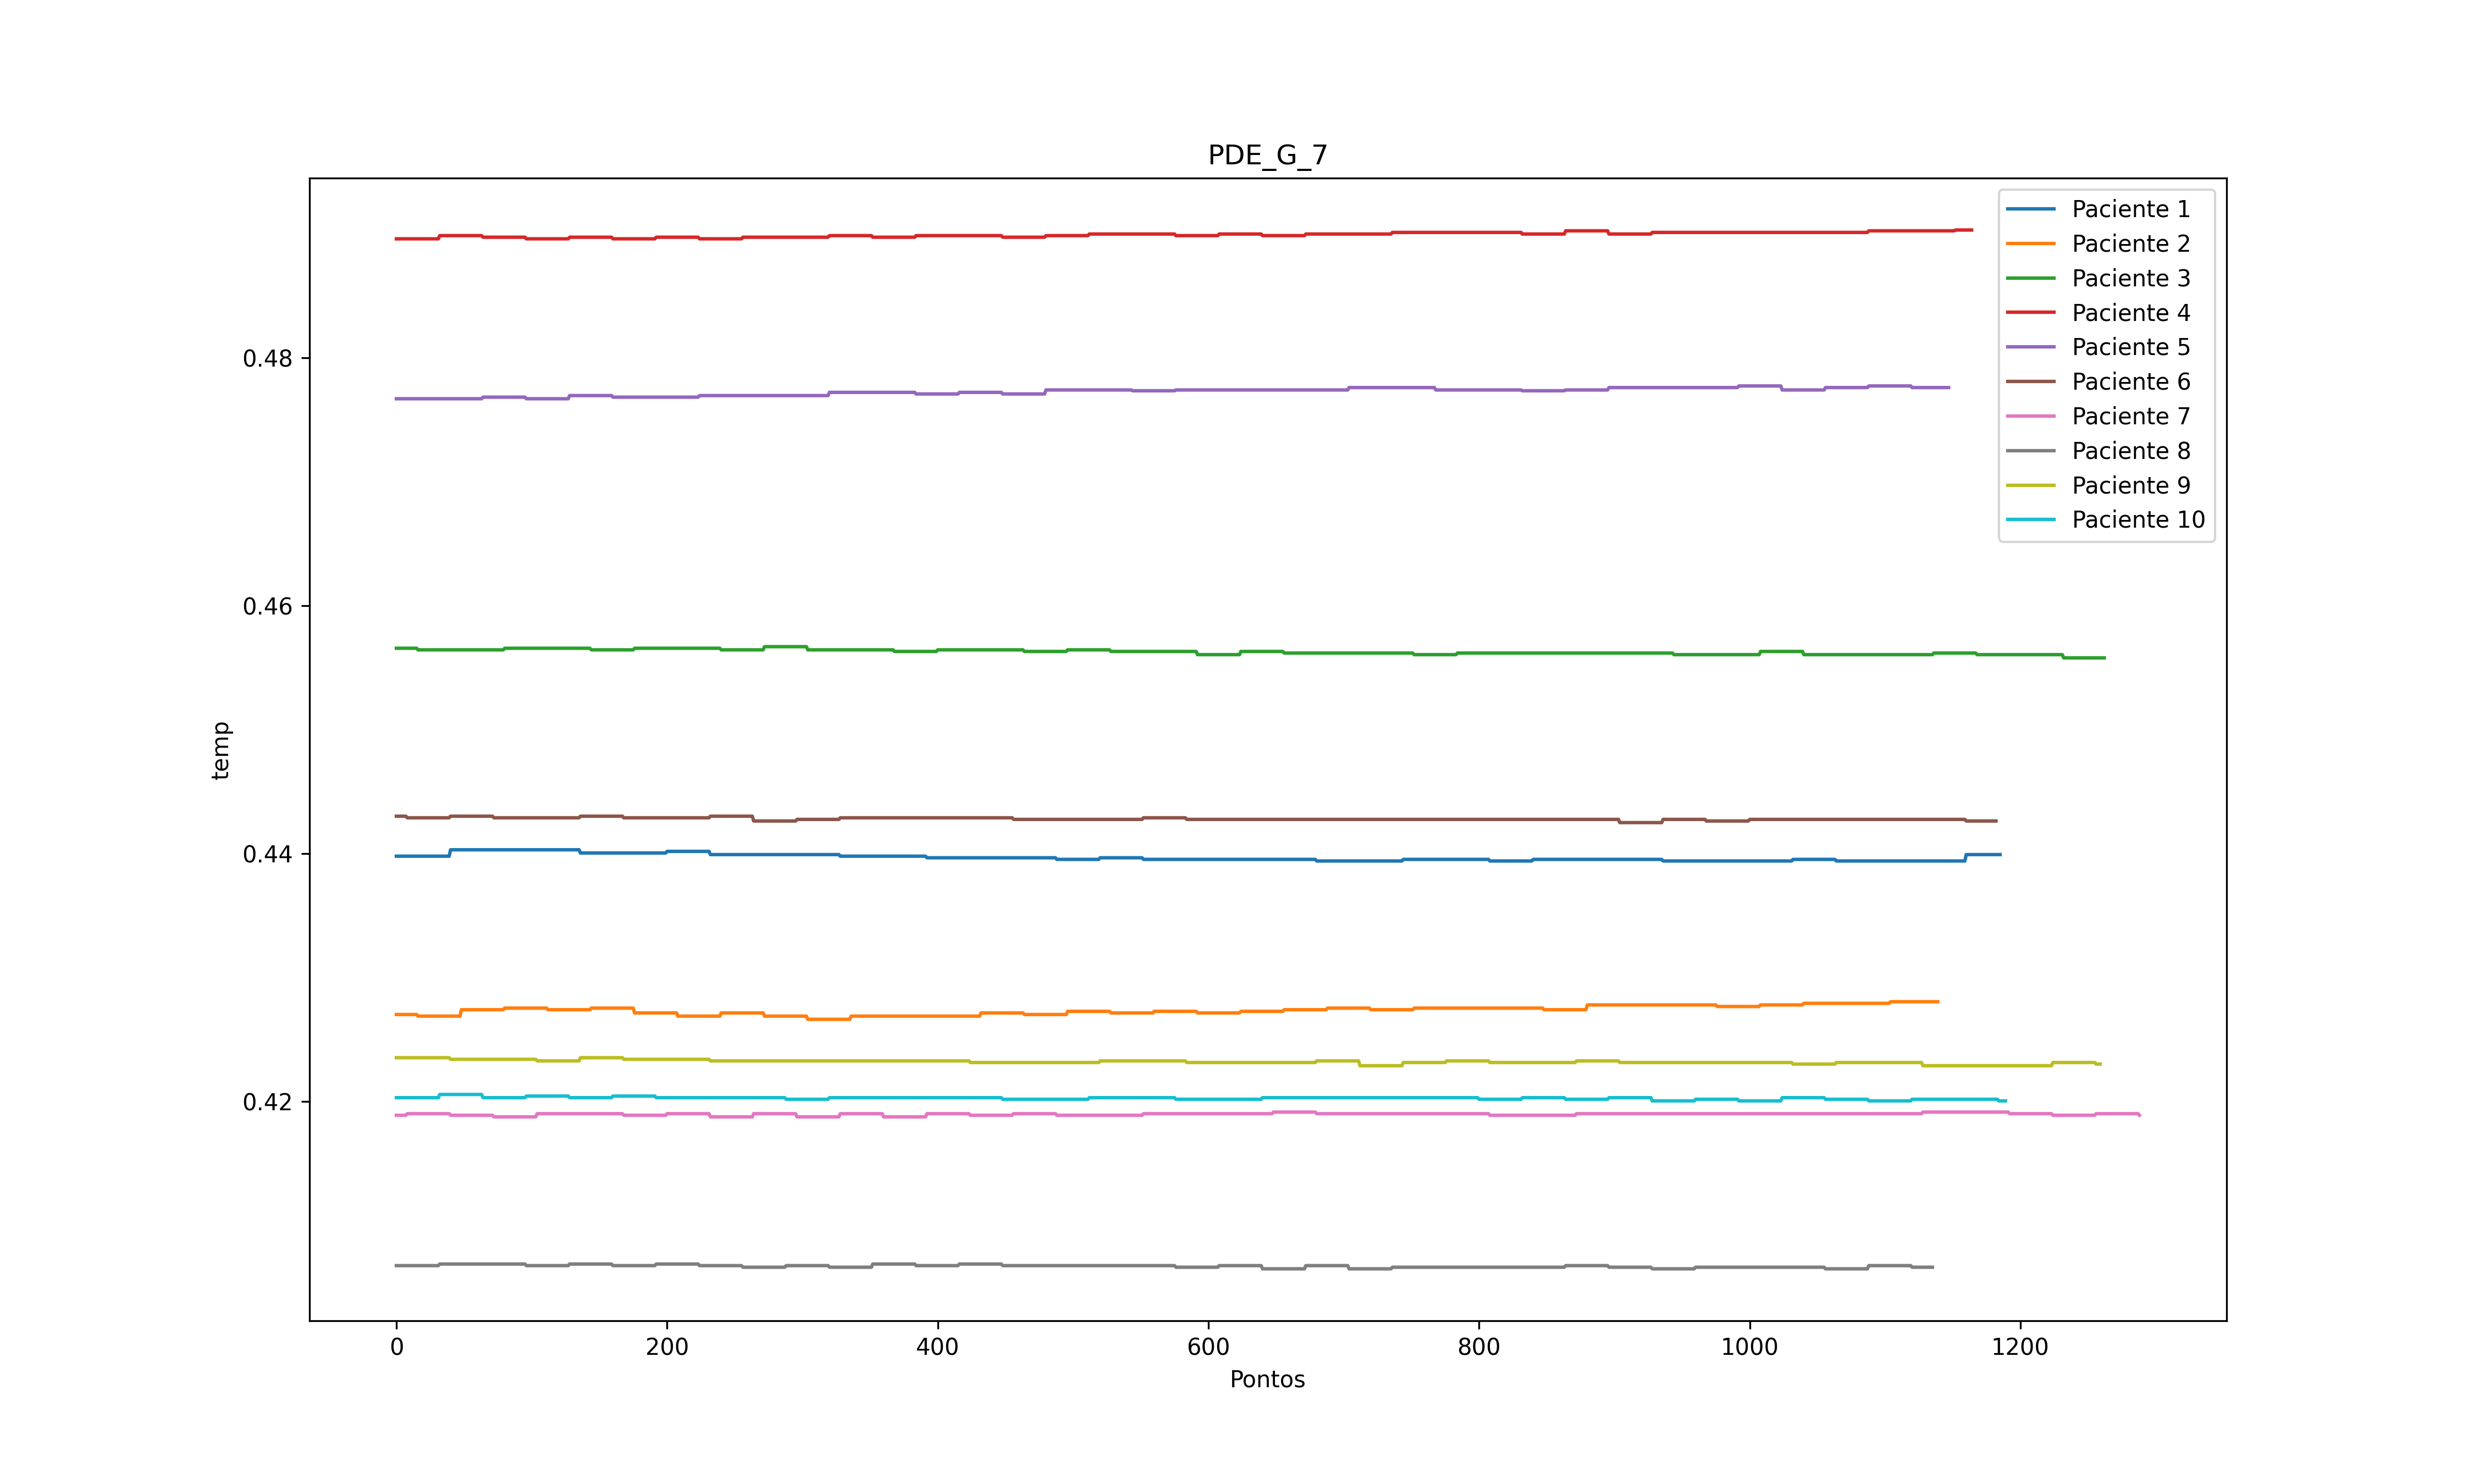 PDE_G_7
Paciente 1
Paciente 2
Paciente 3
Paciente 4
Paciente 5
Paciente 6
Paciente 7
Paciente 8
Paciente 9
Paciente 10
0.48
0.46
0.44
0.42
temp
0 200 400 600 800 1000 1200
Pontos